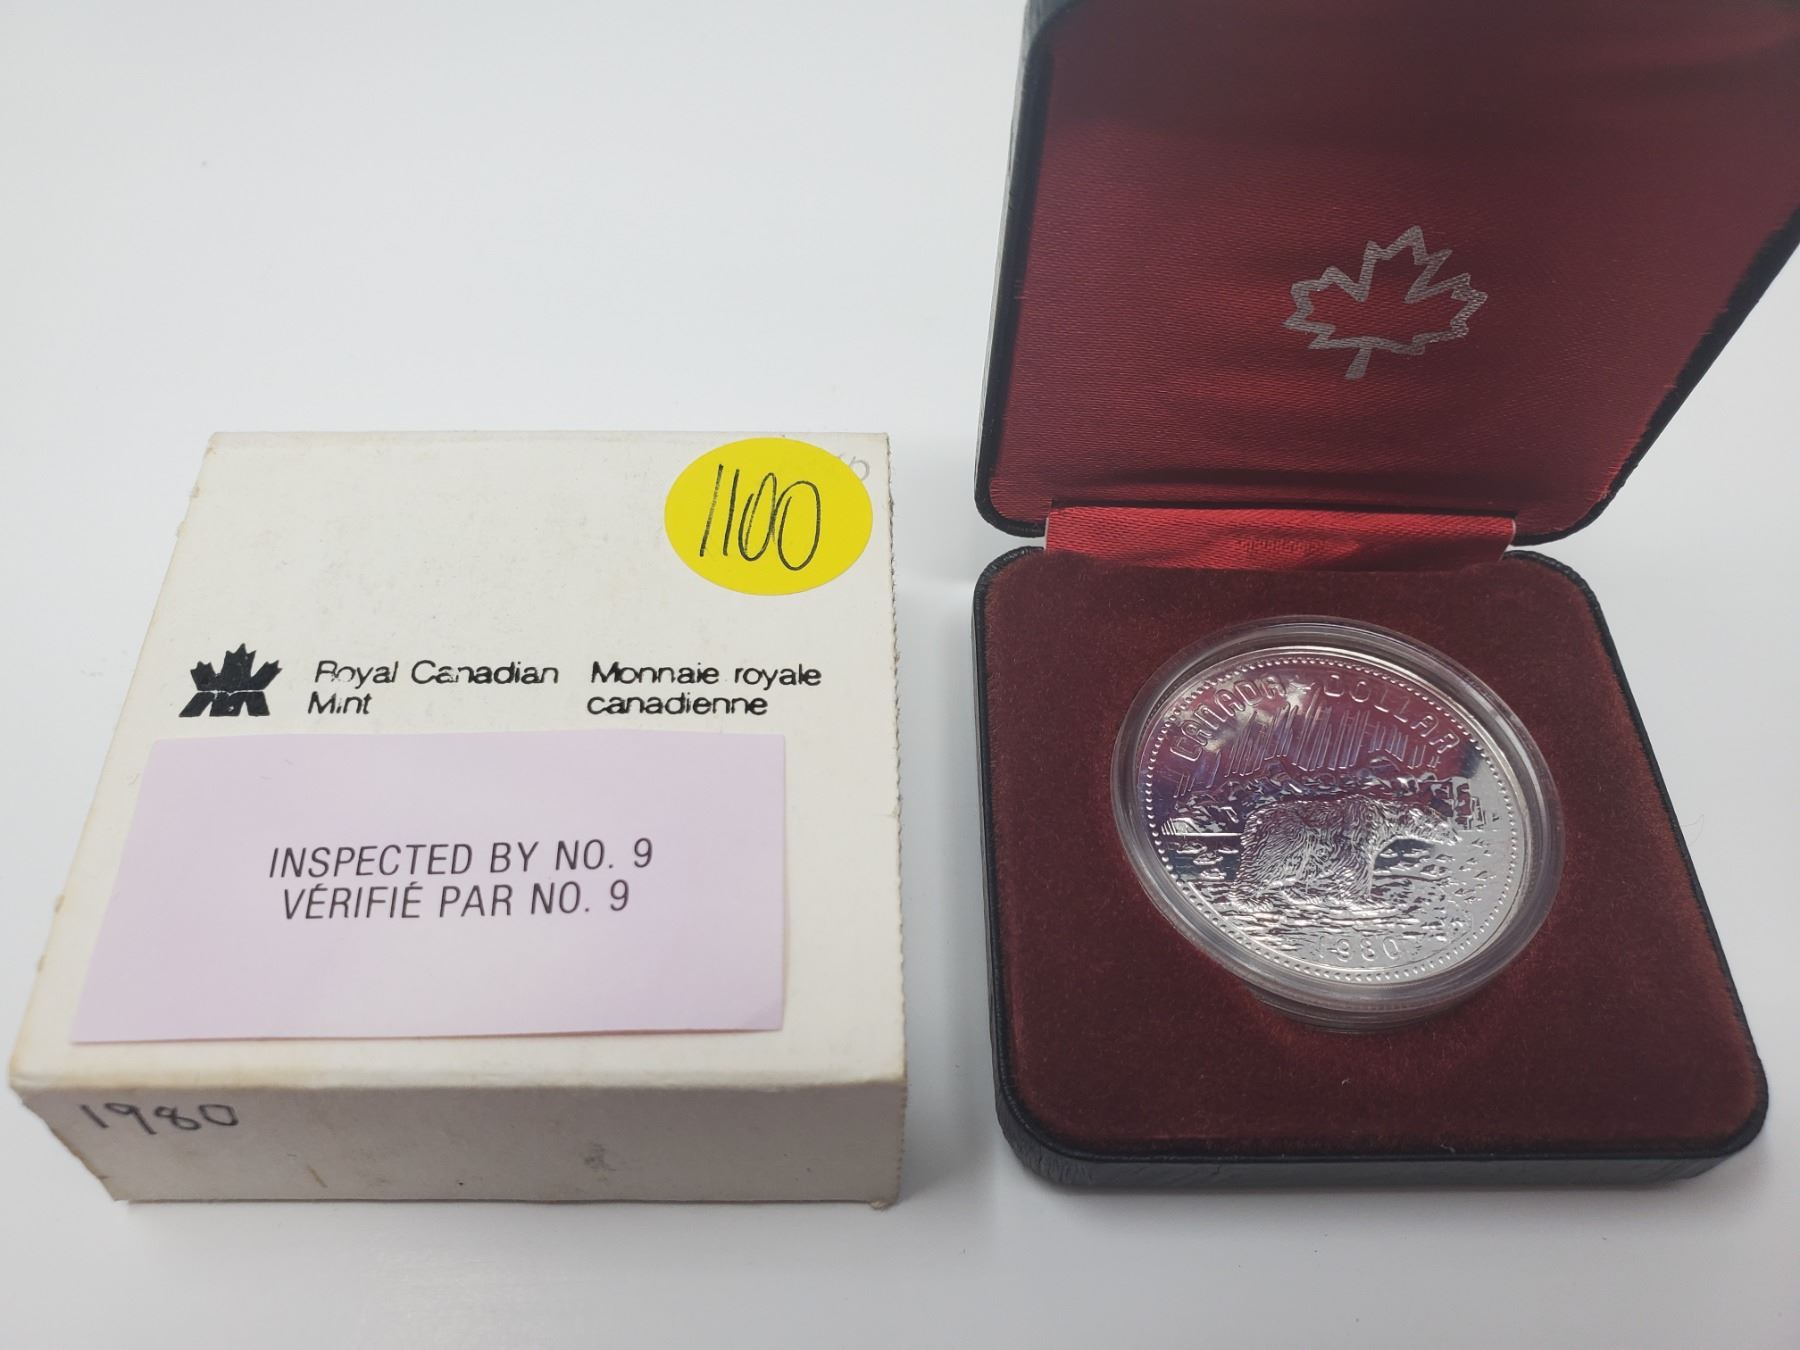 1100
Royal Canadian Mint
Monnaie royale canadienne
INSPECTED BY NO. 9
VÉRIFIÉ PAR NO. 9
1980
CANADA DOLLAR
1980